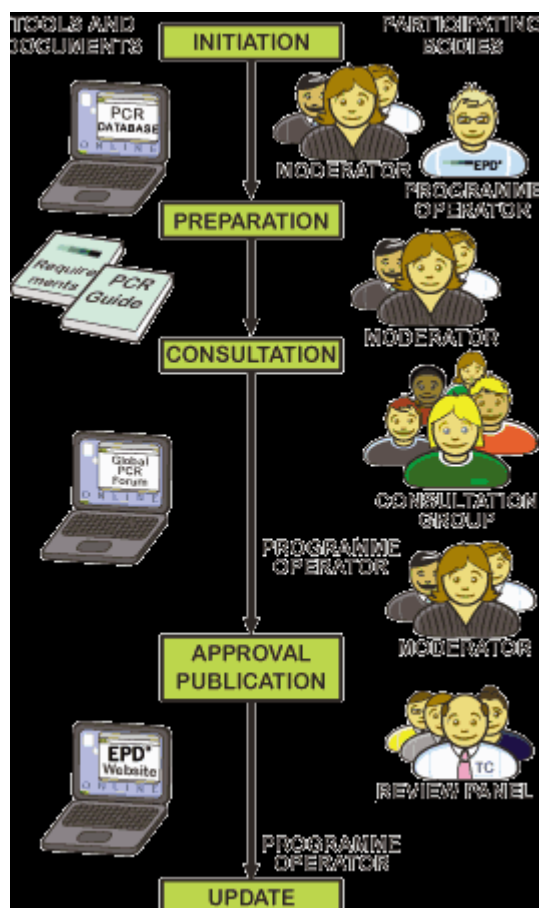 TOOLS AND
DOCUMENTS
INITIATION
PARTICIPATING
BODIES
PCR
DATABASE
ONLINE
MODERATOR
EPD®
PROGRAMME
OPERATOR
PREPARATION
Require
ments
PCR
Guide
MODERATOR
CONSULTATION
Global
PCR
Forum
ONLINE
CONSULTATION
GROUP
PROGRAMME
OPERATOR
MODERATOR
APPROVAL
PUBLICATION
EPD®
Website
ONLINE
TC
REVIEW PANEL
PROGRAMME
OPERATOR
UPDATE